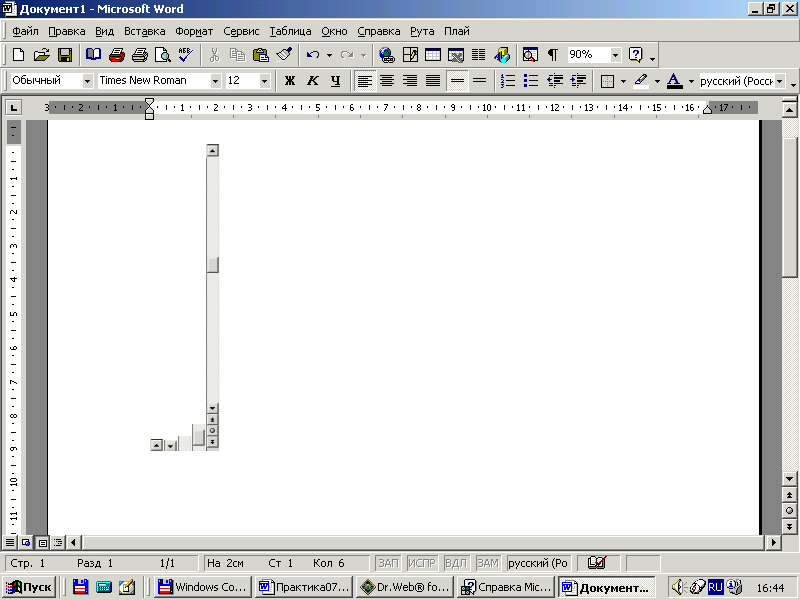 Документ1 - Microsoft Word
Файл Правка Вид Вставка Формат Сервис Таблица Окно Справка Рута Плай
90%
Обычный Times New Roman 12 Ж К Ч русский (Росс
3 2 1 1 2 3 4 5 6 7 8 9 10 11 12 13 14 15 16 17
1 2 3 4 5 6 7 8 9 10 11
Стр. 1 Разд 1 1/1 На 2см Ст 1 Кол 6 ЗАП ИСПР ВДЛ ЗАМ русский (Ро
Пуск Windows Co... Практика07... Dr.Web® fo... Справка Mic... Документ... RU 16:44